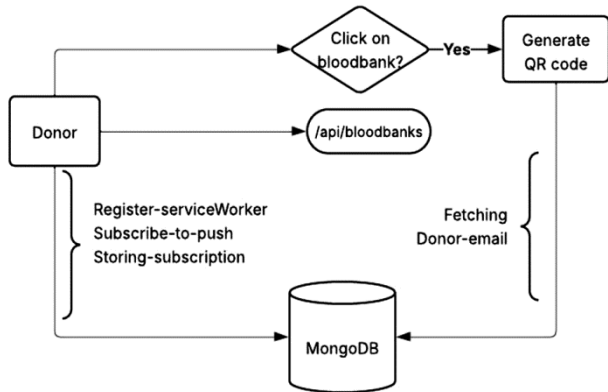 Click on
bloodbank?
Yes
Generate
QR code
Donor
/api/bloodbanks
Register-serviceWorker
Subscribe-to-push
Storing-subscription
Fetching
Donor-email
MongoDB